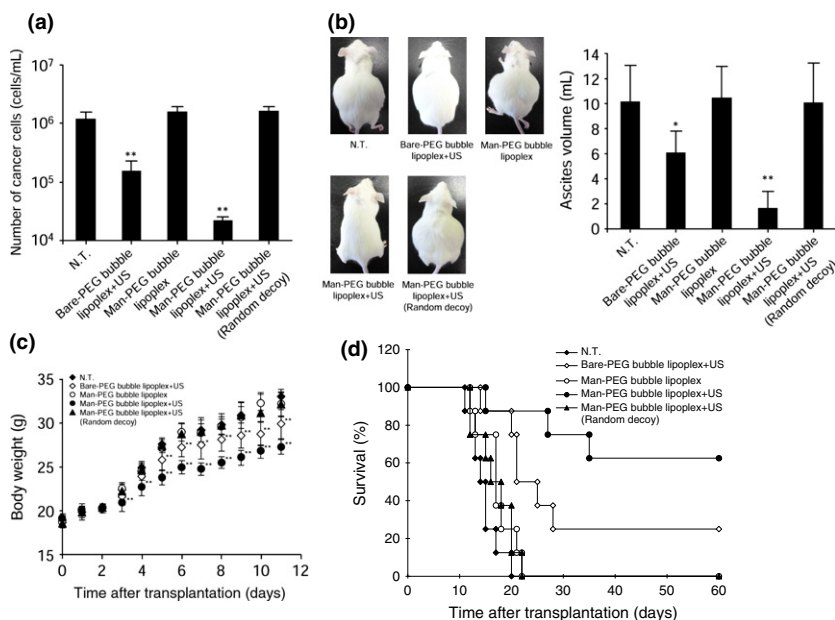 (a)
Number of cancer cells (cells/mL)
10⁷
10⁶
10⁵
10⁴
**
**
N.T.
Bare-PEG bubble
lipoplex+US
Man-PEG bubble
lipoplex
Man-PEG bubble
lipoplex+US
Man-PEG bubble
lipoplex+US
(Random decoy)
(b)
N.T.
Bare-PEG bubble
lipoplex+US
Man-PEG bubble
lipoplex
Man-PEG bubble
lipoplex+US
Man-PEG bubble
lipoplex+US
(Random decoy)
Ascites volume (mL)
14
12
10
8
6
4
2
0
*
**
N.T.
Bare-PEG bubble
lipoplex+US
Man-PEG bubble
lipoplex
Man-PEG bubble
lipoplex+US
Man-PEG bubble
lipoplex+US
(Random decoy)
(c)
N.T.
Bare-PEG bubble lipoplex+US
Man-PEG bubble lipoplex
Man-PEG bubble lipoplex+US
Man-PEG bubble lipoplex+US
(Random decoy)
Body weight (g)
35
30
25
20
15
0 2 4 6 8 10 12
Time after transplantation (days)
(d)
N.T.
Bare-PEG bubble lipoplex+US
Man-PEG bubble lipoplex
Man-PEG bubble lipoplex+US
Man-PEG bubble lipoplex+US
(Random decoy)
Survival (%)
120
100
80
60
40
20
0
0 10 20 30 40 50 60
Time after transplantation (days)